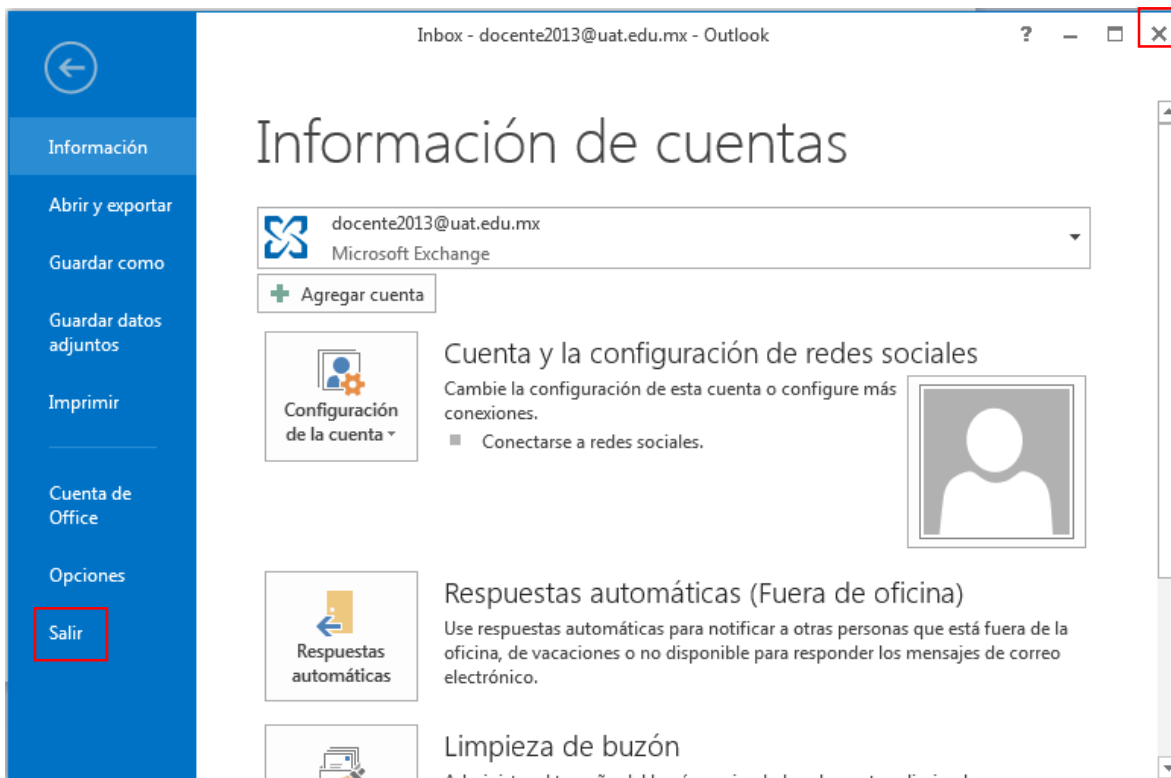 Inbox - docente2013@uat.edu.mx - Outlook
?
Información
Abrir y exportar
Guardar como
Guardar datos
adjuntos
Imprimir
Cuenta de
Office
Opciones
Salir
Información de cuentas
docente2013@uat.edu.mx
Microsoft Exchange
Agregar cuenta
Configuración
de la cuenta
Cuenta y la configuración de redes sociales
Cambie la configuración de esta cuenta o configure más
conexiones.
Conectarse a redes sociales.
Respuestas
automáticas
Respuestas automáticas (Fuera de oficina)
Use respuestas automáticas para notificar a otras personas que está fuera de la
oficina, de vacaciones o no disponible para responder los mensajes de correo
electrónico.
Limpieza de buzón